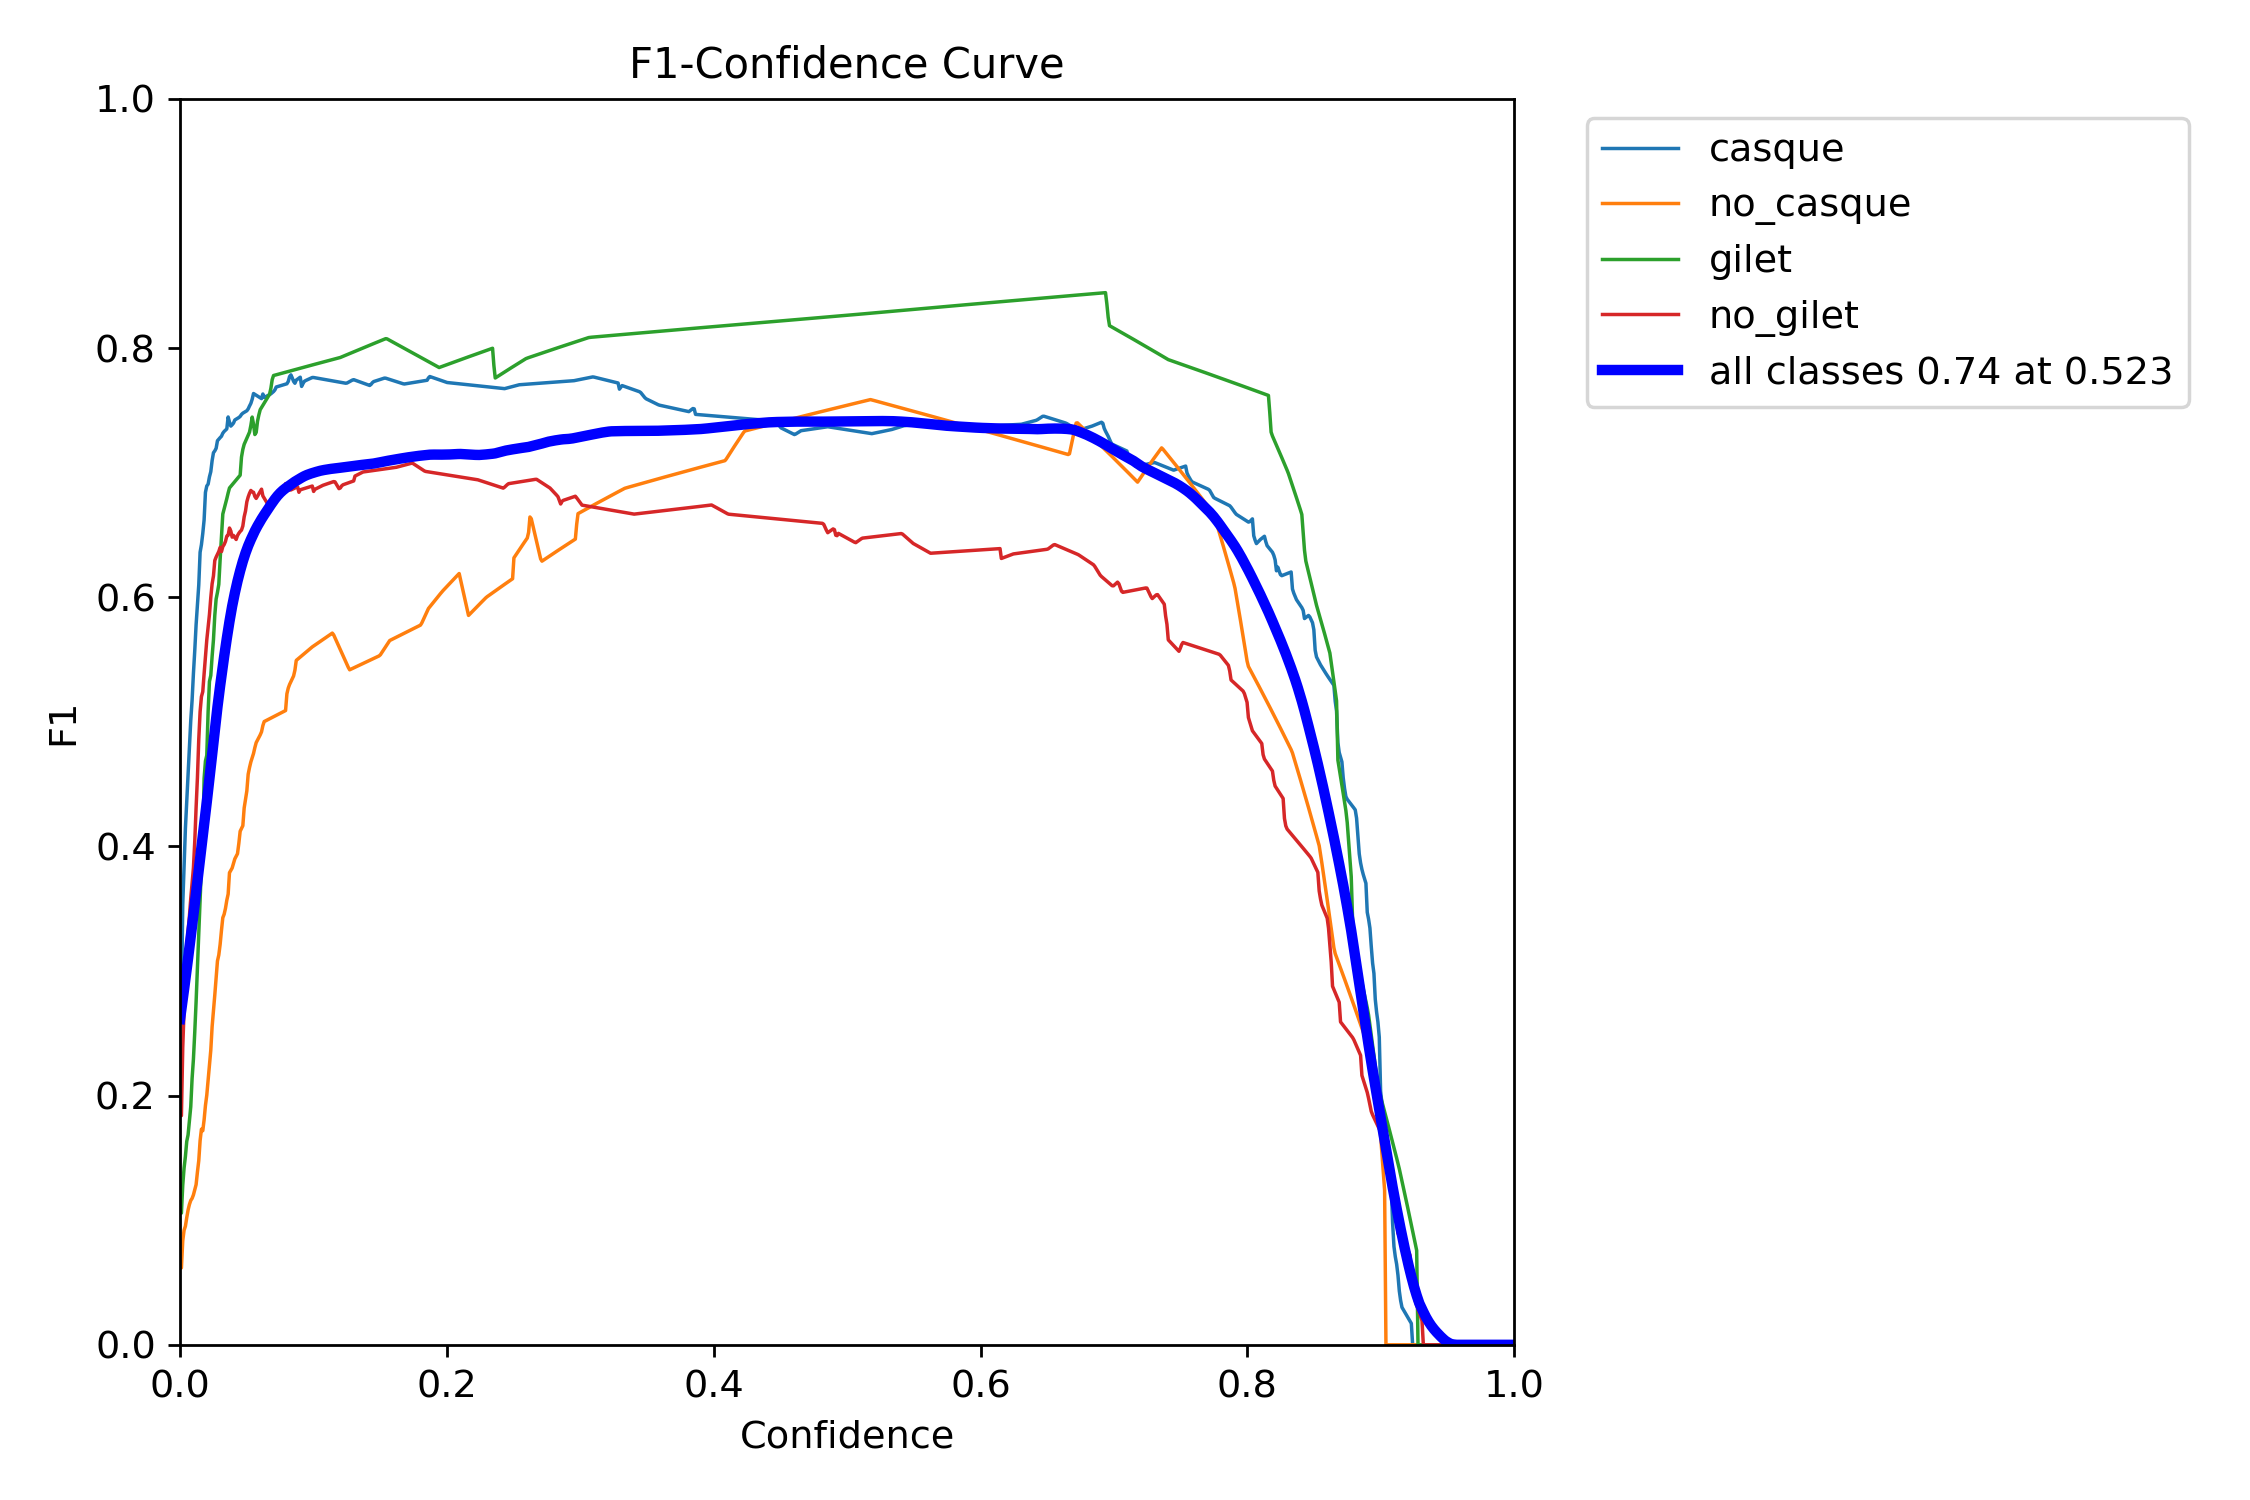 F1-Confidence Curve
1.0
0.8
0.6
0.4
0.2
0.0
F1
0.0 0.2 0.4 0.6 0.8 1.0
Confidence
casque
no_casque
gilet
no_gilet
all classes 0.74 at 0.523